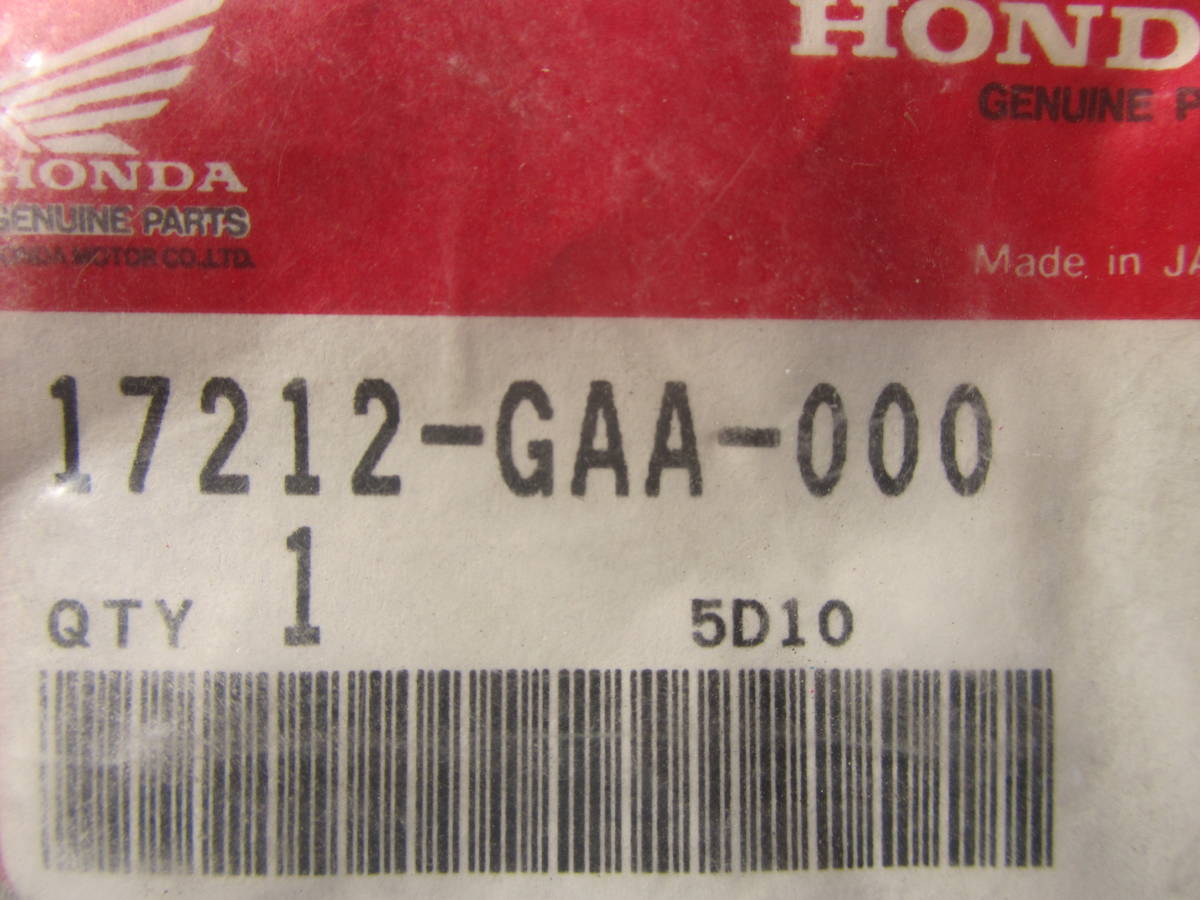 HONDA
GENUINE PARTS
HONDA MOTOR CO.,LTD.
HOND
GENUINE P
Made in JA
17212-GAA-000
QTY 1
5D10